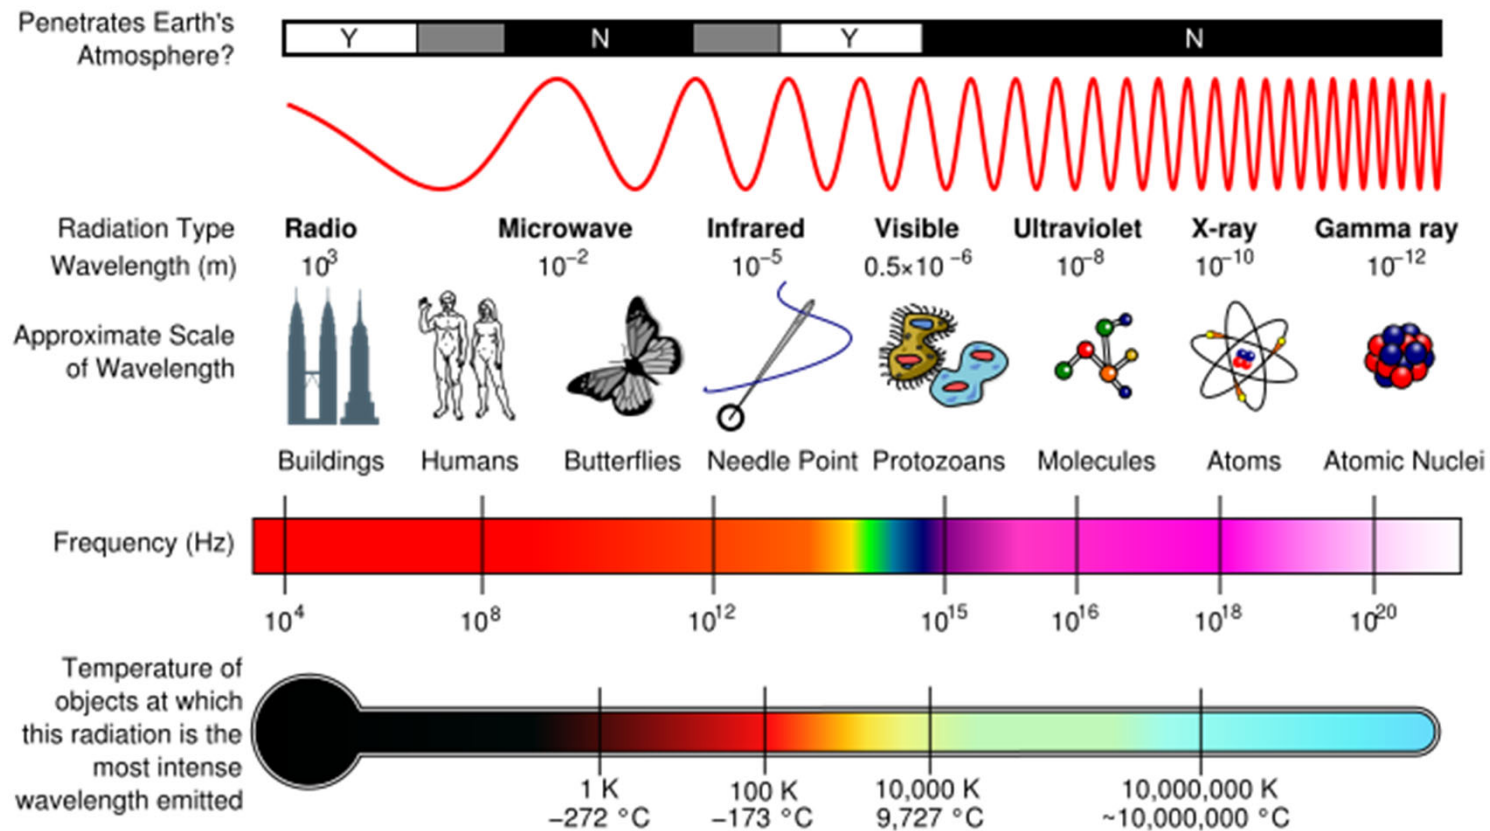 Penetrates Earth's
Atmosphere?
Y N Y N
Radiation Type
Radio Microwave Infrared Visible Ultraviolet X-ray Gamma ray
Wavelength (m)
10³ 10⁻² 10⁻⁵ 0.5×10⁻⁶ 10⁻⁸ 10⁻¹⁰ 10⁻¹²
Approximate Scale
of Wavelength
Buildings Humans Butterflies Needle Point Protozoans Molecules Atoms Atomic Nuclei
Frequency (Hz)
10⁴ 10⁸ 10¹² 10¹⁵ 10¹⁶ 10¹⁸ 10²⁰
Temperature of
objects at which
this radiation is the
most intense
wavelength emitted
1 K 100 K 10,000 K 10,000,000 K
−272 °C −173 °C 9,727 °C ~10,000,000 °C